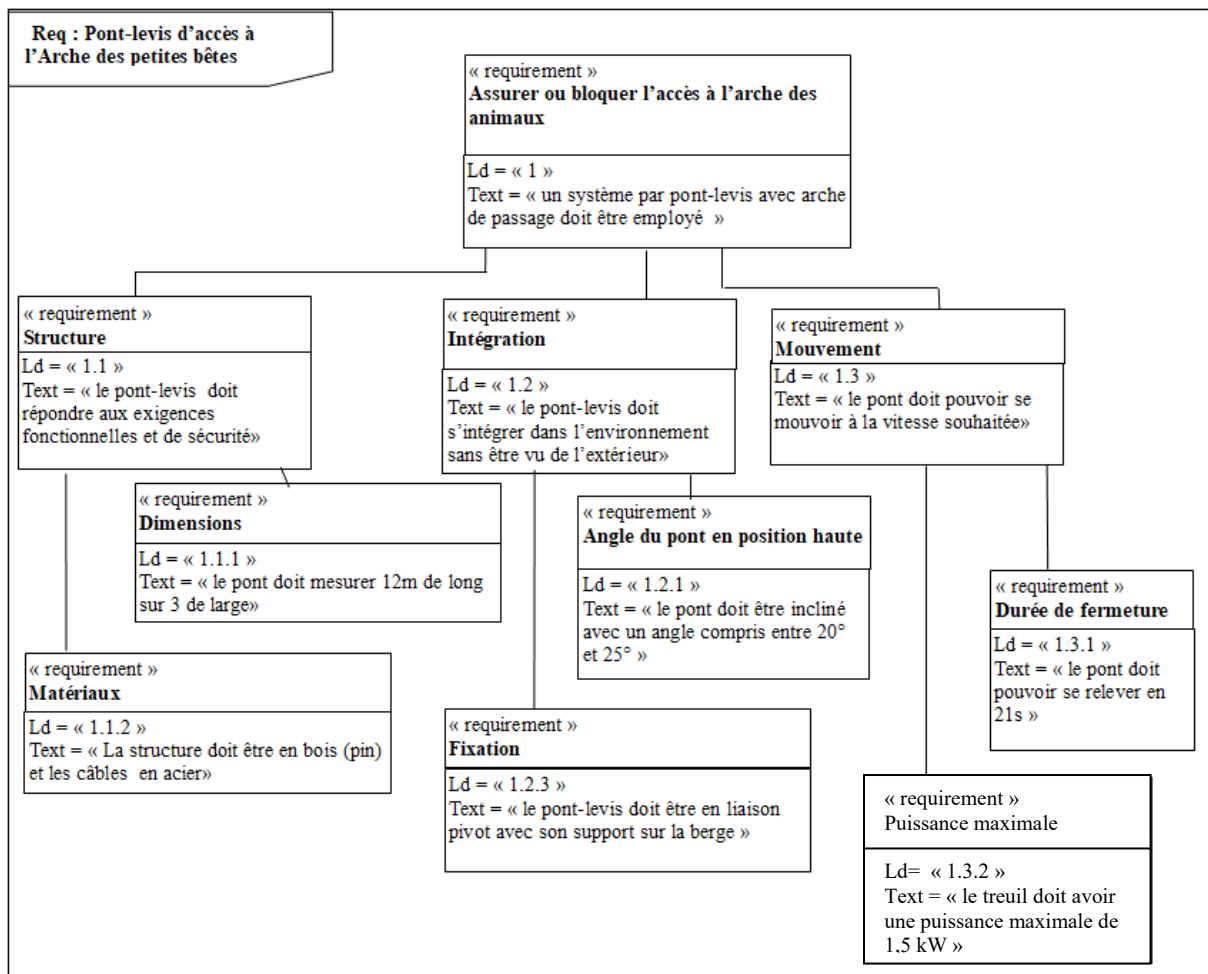 Req : Pont-levis d’accès à
l’Arche des petites bêtes
« requirement »
Assurer ou bloquer l’accès à l’arche des
animaux
Ld = « 1 »
Text = « un système par pont-levis avec arche
de passage doit être employé »
« requirement »
Structure
Ld = « 1.1 »
Text = « le pont-levis doit
répondre aux exigences
fonctionnelles et de sécurité»
« requirement »
Intégration
Ld = « 1.2 »
Text = « le pont-levis doit
s’intégrer dans l’environnement
sans être vu de l’extérieur»
« requirement »
Mouvement
Ld = « 1.3 »
Text = « le pont doit pouvoir se
mouvoir à la vitesse souhaitée»
« requirement »
Dimensions
Ld = « 1.1.1 »
Text = « le pont doit mesurer 12m de long
sur 3 de large»
« requirement »
Angle du pont en position haute
Ld = « 1.2.1 »
Text = « le pont doit être incliné
avec un angle compris entre 20°
et 25° »
« requirement »
Durée de fermeture
Ld = « 1.3.1 »
Text = « le pont doit
pouvoir se relever en
21s »
« requirement »
Matériaux
Ld = « 1.1.2 »
Text = « La structure doit être en bois (pin)
et les câbles en acier»
« requirement »
Fixation
Ld = « 1.2.3 »
Text = « le pont-levis doit être en liaison
pivot avec son support sur la berge »
« requirement »
Puissance maximale
Ld= « 1.3.2 »
Text = « le treuil doit avoir
une puissance maximale de
1,5 kW »